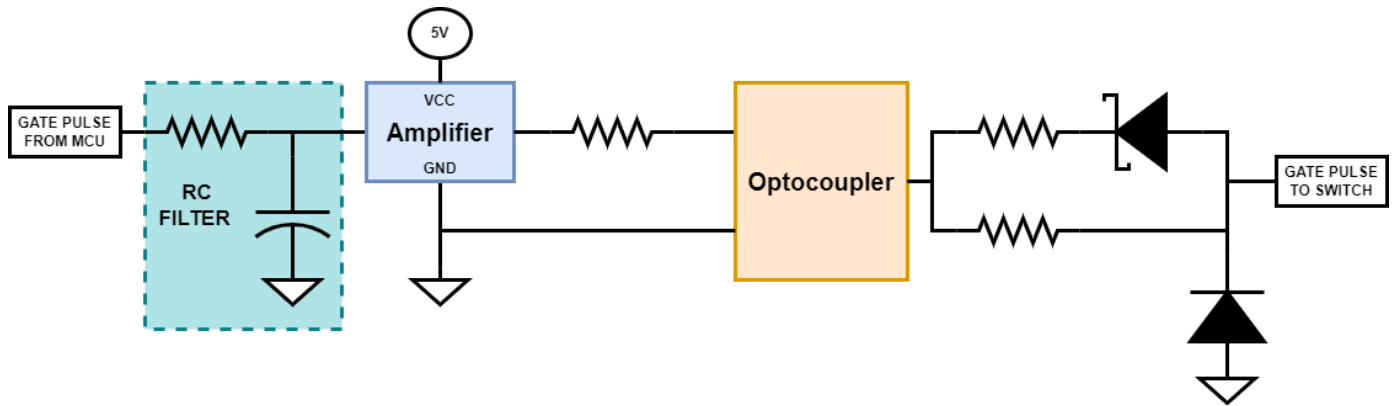 5V
GATE PULSE
FROM MCU
RC
FILTER
VCC
Amplifier
GND
Optocoupler
GATE PULSE
TO SWITCH